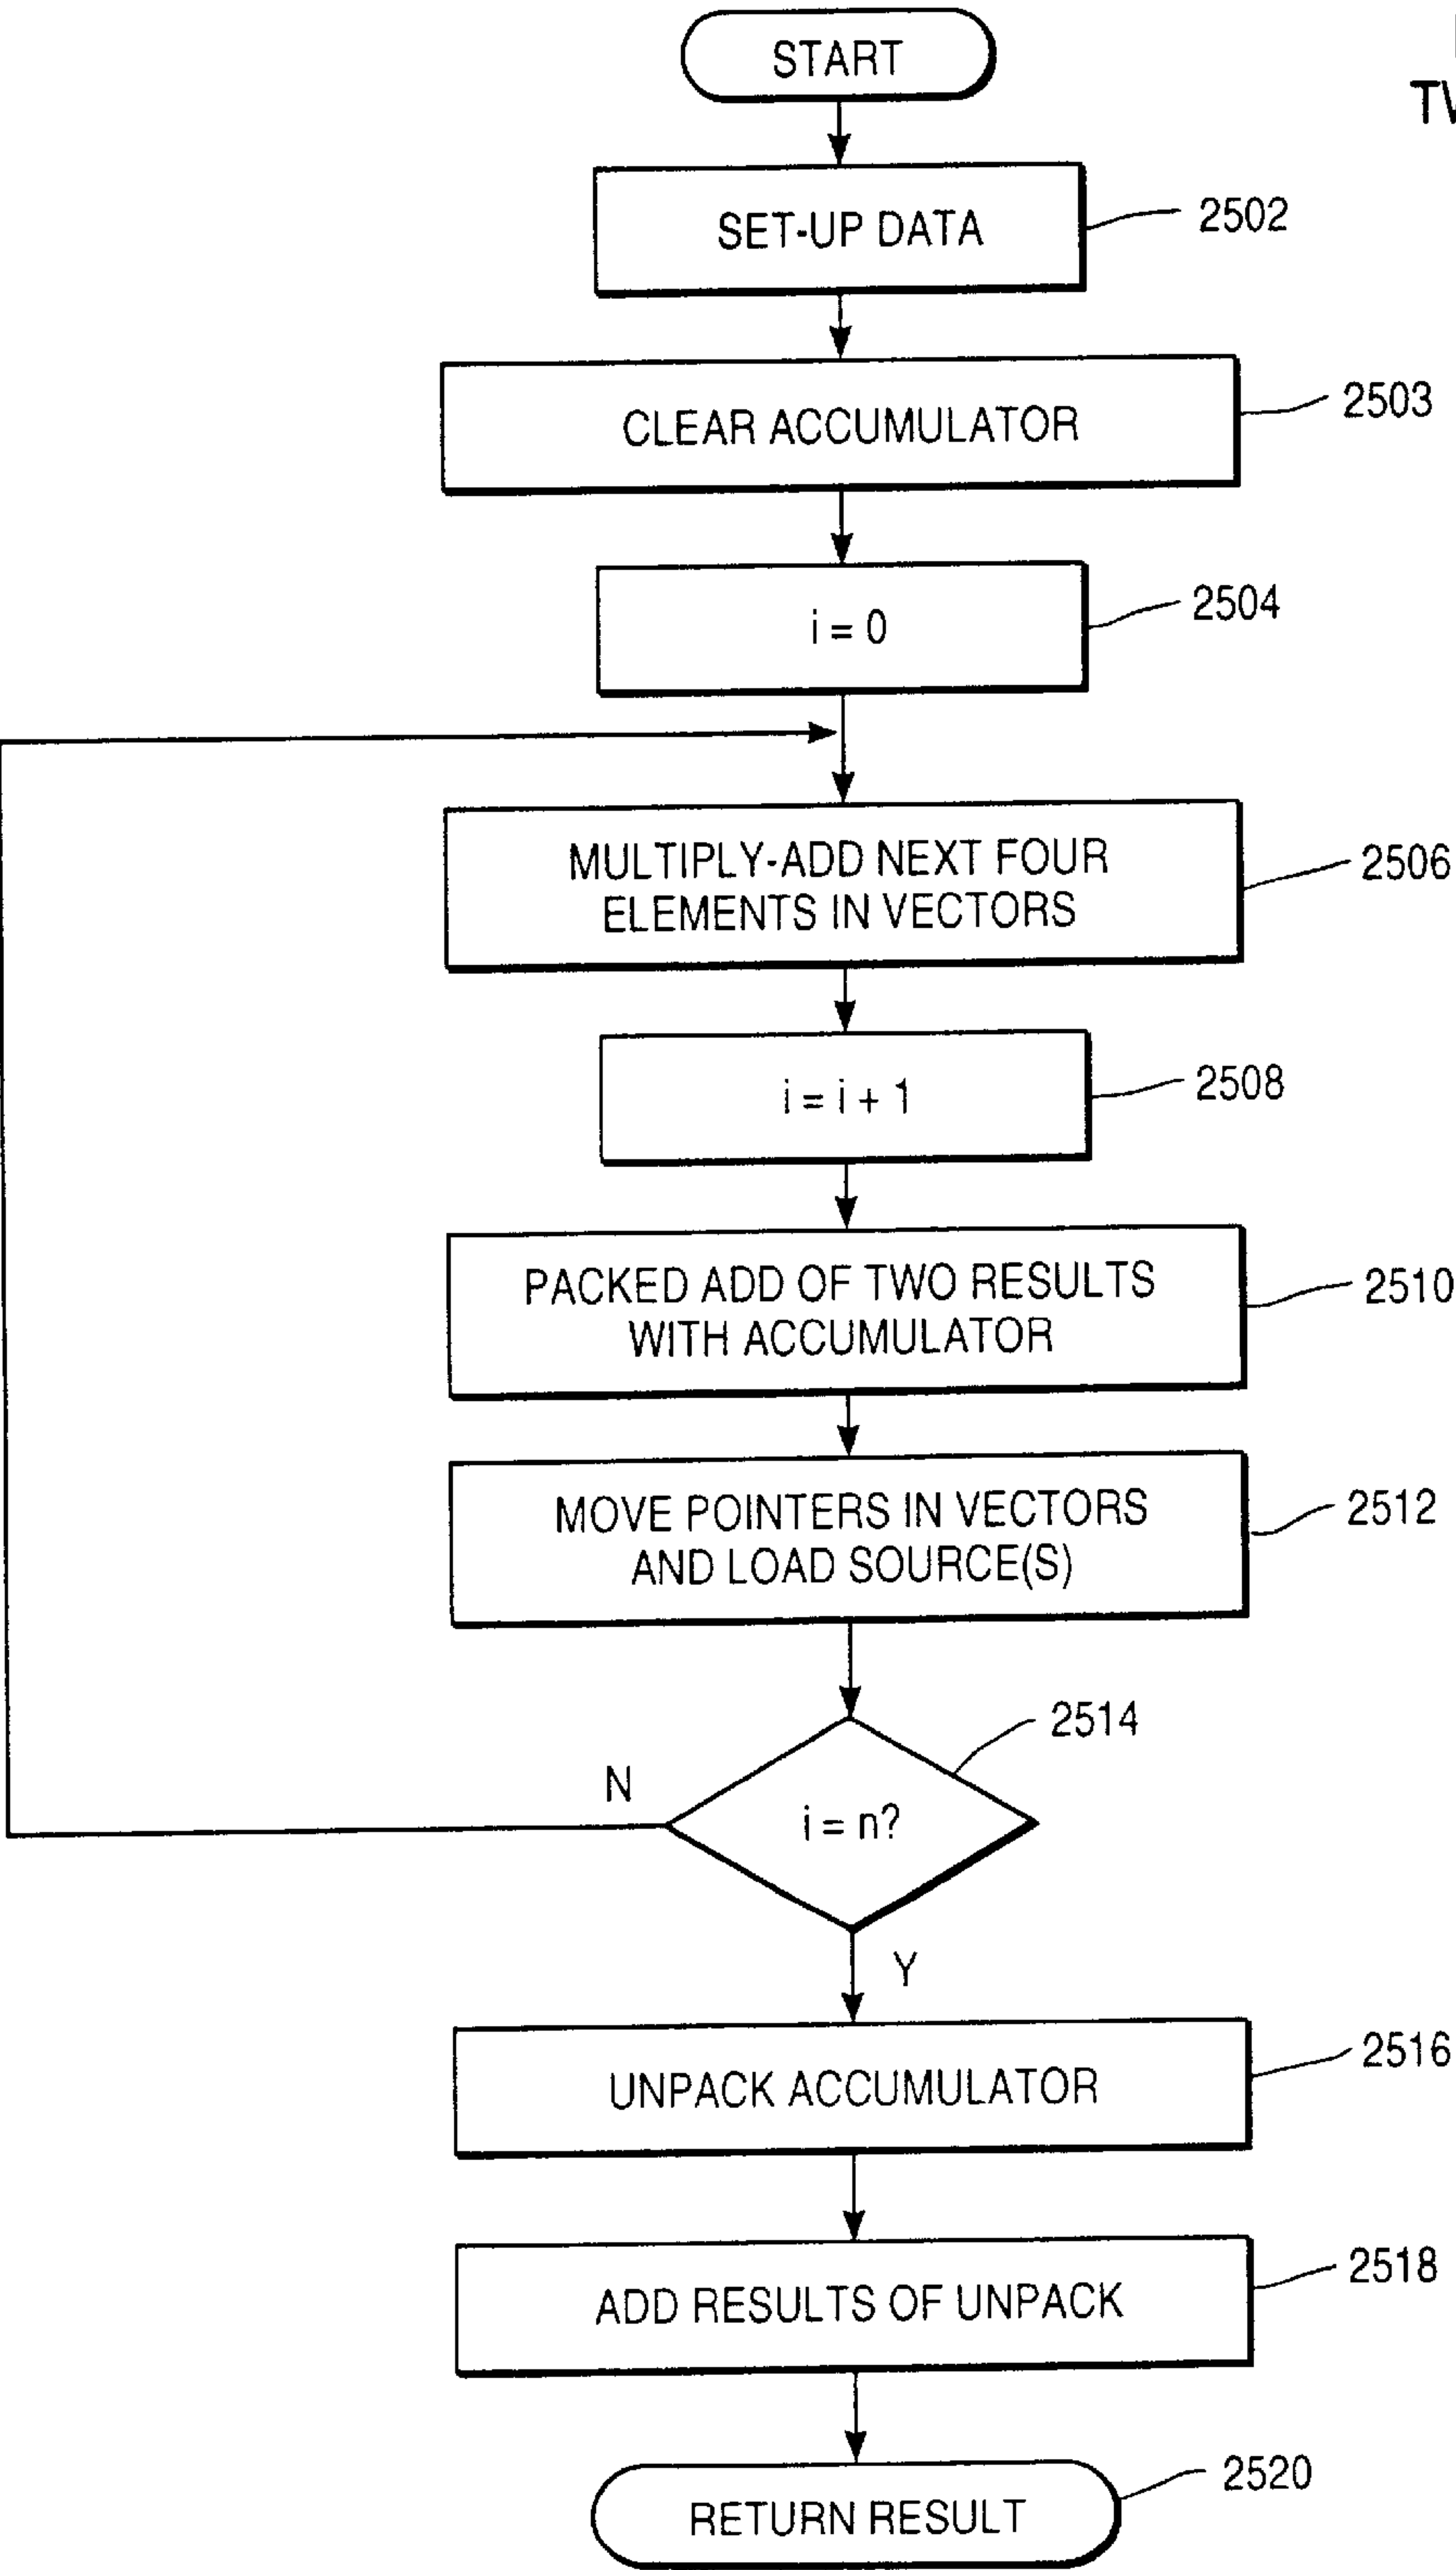 START
SET-UP DATA
2502
CLEAR ACCUMULATOR
2503
i = 0
2504
MULTIPLY-ADD NEXT FOUR
ELEMENTS IN VECTORS
2506
i = i + 1
2508
PACKED ADD OF TWO RESULTS
WITH ACCUMULATOR
2510
MOVE POINTERS IN VECTORS
AND LOAD SOURCE(S)
2512
2514
N
i = n?
Y
UNPACK ACCUMULATOR
2516
ADD RESULTS OF UNPACK
2518
RETURN RESULT
2520